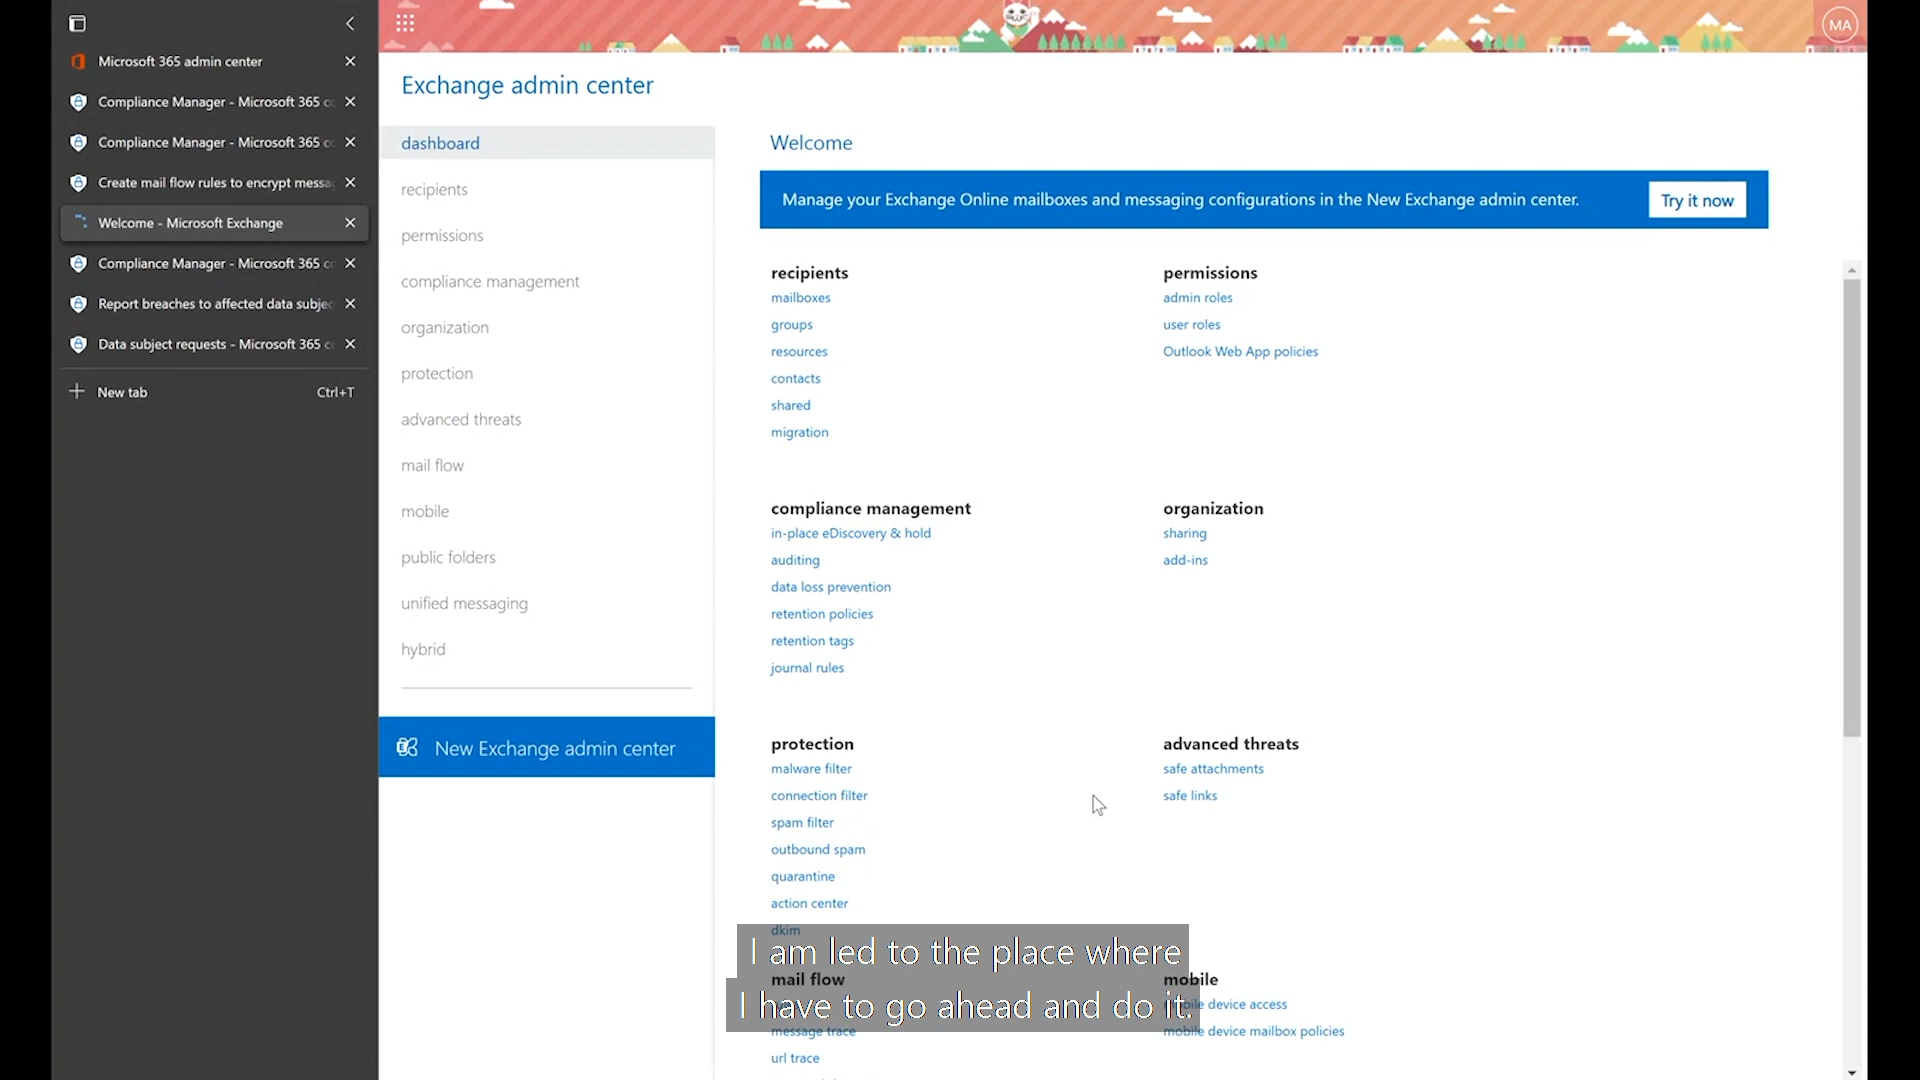 Microsoft 365 admin center
Compliance Manager - Microsoft 365 co
Compliance Manager - Microsoft 365 co
Create mail flow rules to encrypt messa
Welcome - Microsoft Exchange
Compliance Manager - Microsoft 365 co
Report breaches to affected data subjec
Data subject requests - Microsoft 365 co
New tab Ctrl+T
MA
Exchange admin center
dashboard
recipients
permissions
compliance management
organization
protection
advanced threats
mail flow
mobile
public folders
unified messaging
hybrid
New Exchange admin center
Welcome
Manage your Exchange Online mailboxes and messaging configurations in the New Exchange admin center.
Try it now
recipients
mailboxes
groups
resources
contacts
shared
migration
permissions
admin roles
user roles
Outlook Web App policies
compliance management
in-place eDiscovery & hold
auditing
data loss prevention
retention policies
retention tags
journal rules
organization
sharing
add-ins
protection
malware filter
connection filter
spam filter
outbound spam
quarantine
action center
dkim
advanced threats
safe attachments
safe links
mail flow
message trace
url trace
mobile
mobile device access
mobile device mailbox policies
I am led to the place where
I have to go ahead and do it.